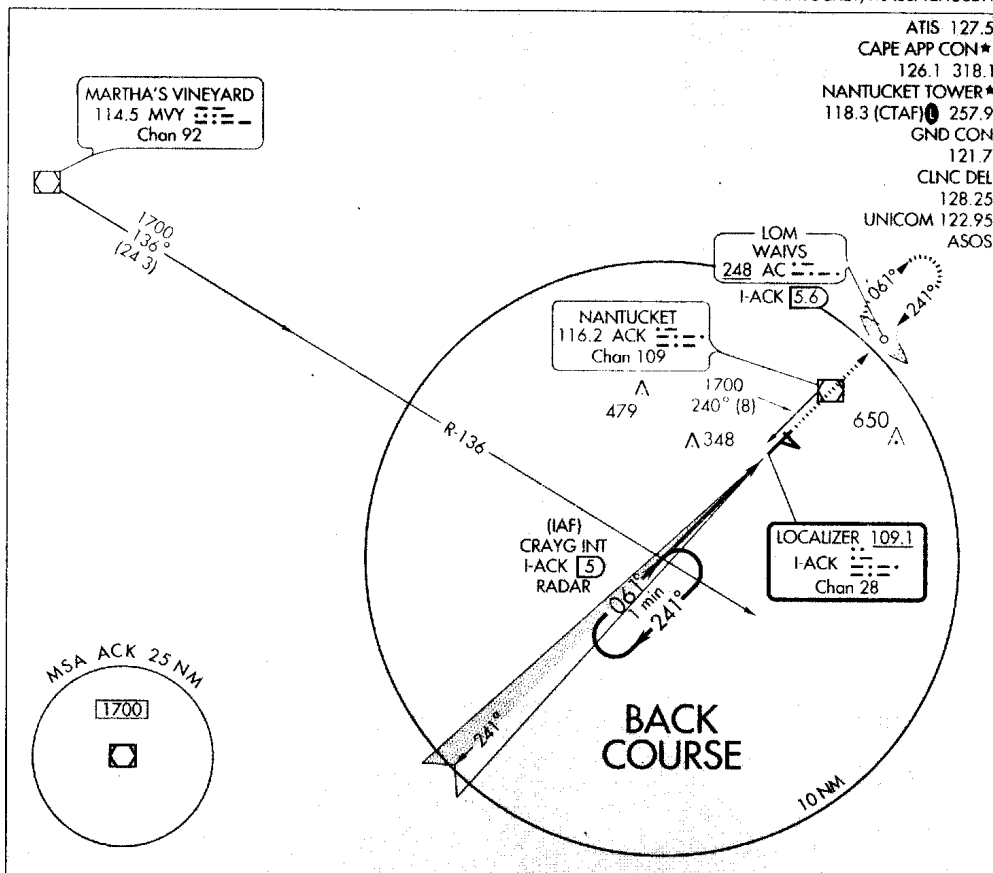 ATIS 127.5
CAPE APP CON★
126.1 318.1
NANTUCKET TOWER★
118.3 (CTAF) L 257.9
GND CON
121.7
CLNC DEL
128.25
UNICOM 122.95
ASOS
MARTHA'S VINEYARD
114.5 MVY
Chan 92
1700
136°
(24.3)
LOM
WAIVS
248 AC
I-ACK 5.6
061°
241°
NANTUCKET
116.2 ACK
Chan 109
479
1700
240° (8)
348
650
R-136
(IAF)
CRAYG INT
I-ACK 5
RADAR
LOCALIZER 109.1
I-ACK
Chan 28
061°
1 min
241°
241°
MSA ACK 25 NM
1700
BACK
COURSE
10 NM